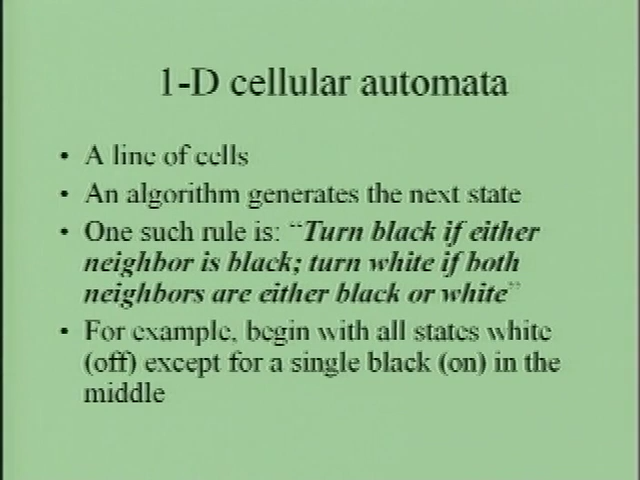 1-D cellular automata
• A line of cells
• An algorithm generates the next state
• One such rule is: “Turn black if either
neighbor is black; turn white if both
neighbors are either black or white”
• For example, begin with all states white
(off) except for a single black (on) in the
middle